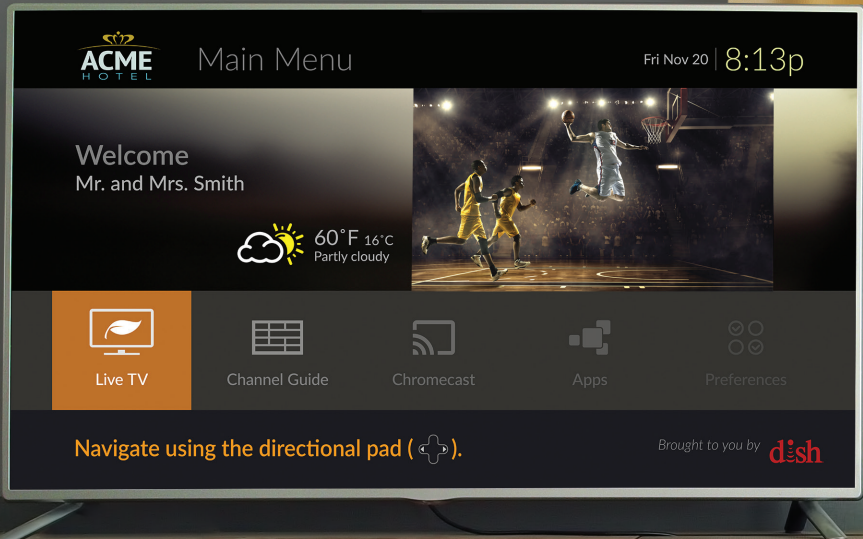 ACME
HOTEL
Main Menu
Fri Nov 20 8:13p
Welcome
Mr. and Mrs. Smith
60°F 16°C
Partly cloudy
Live TV
Channel Guide
Chromecast
Apps
Preferences
Navigate using the directional pad ( ).
Brought to you by dish